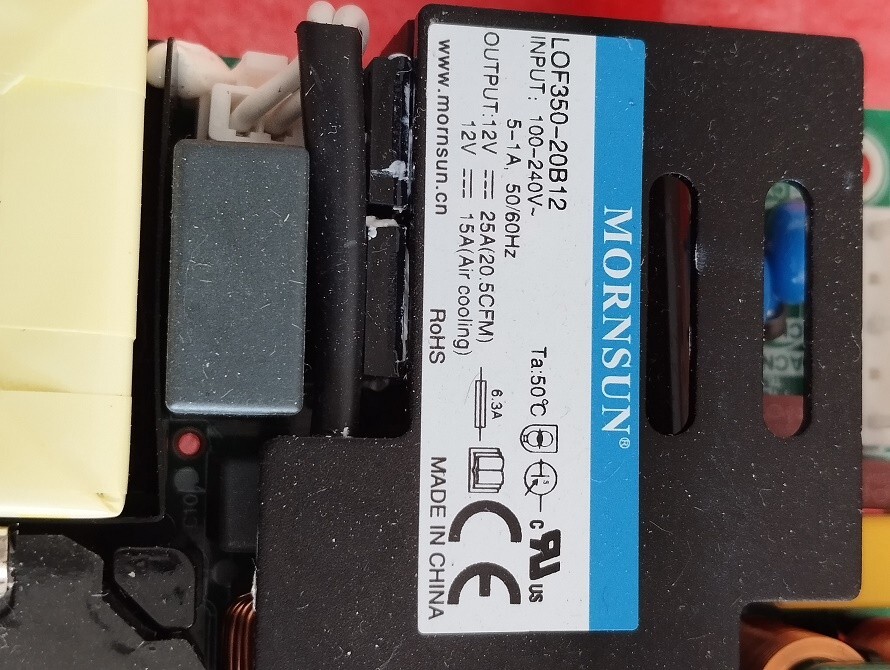 MORNSUN®
LOF350-20B12
INPUT: 100-240V~
5-1A, 50/60Hz
OUTPUT:12V ⎓ 25A(20.5CFM)
12V ⎓ 15A(Air cooling)
www.mornsun.cn
RoHS
Ta:50℃
6.3A
c RU us
CE
MADE IN CHINA